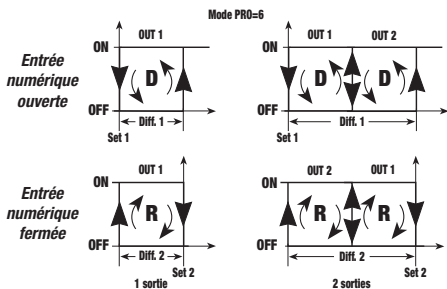 Mode PRO=6
Entrée
numérique
ouverte
ON
OUT 1
D
OFF
Diff. 1
Set 1
OUT 1
OUT 2
ON
D
D
OFF
Diff. 1
Set 1
Entrée
numérique
fermée
OUT 1
ON
R
OFF
Diff. 2
Set 2
1 sortie
OUT 2
OUT 1
ON
R
R
OFF
Diff. 2
Set 2
2 sorties